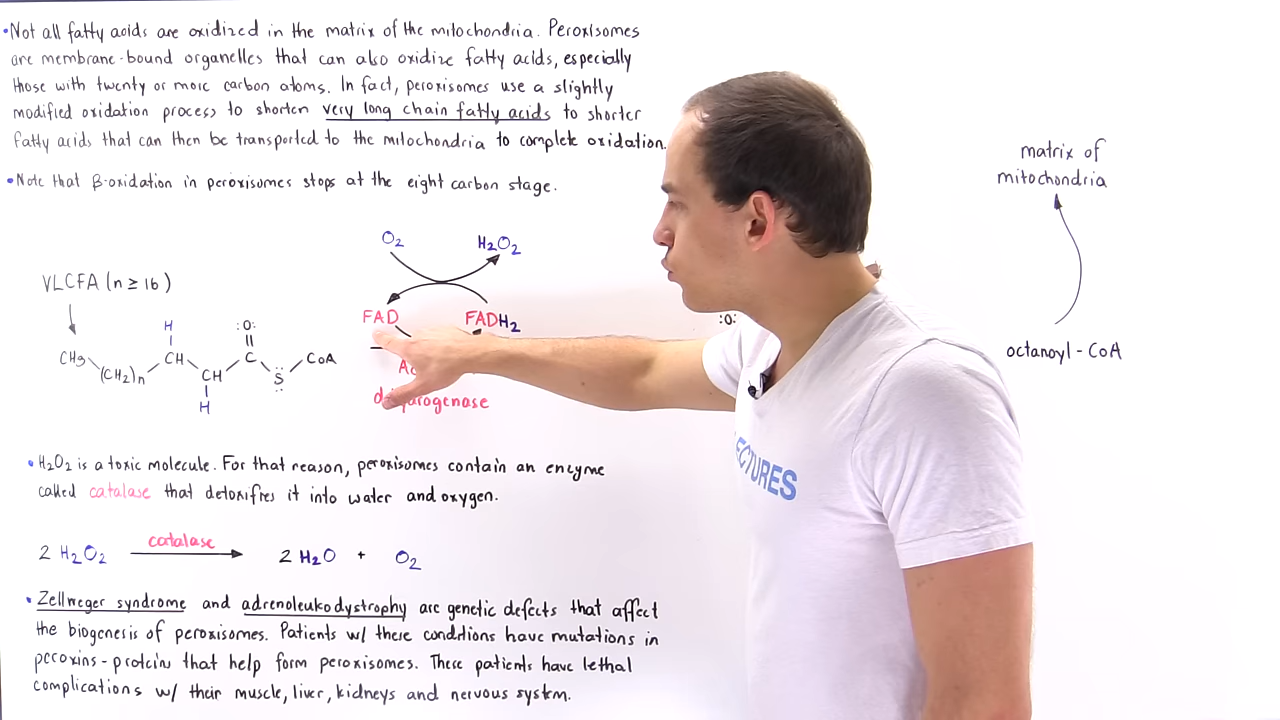 •Not all fatty acids are oxidized in the matrix of the mitochondria. Peroxisomes
are membrane-bound organelles that can also oxidize fatty acids, especially
those with twenty or more carbon atoms. In fact, peroxisomes use a slightly
modified oxidation process to shorten very long chain fatty acids to shorter
fatty acids that can then be transported to the mitochondria to complete oxidation.
•Note that β-oxidation in peroxisomes stops at the eight carbon stage.
matrix of
mitochondria
O2
H2O2
VLCFA (n ≥ 16)
FAD
FADH2
H
:O:
:O:
CH3
(CH2)n
CH
CH
C
S
CoA
H
dehydrogenase
octanoyl-CoA
ECTURES
•H2O2 is a toxic molecule. For that reason, peroxisomes contain an enzyme
called catalase that detoxifies it into water and oxygen.
2 H2O2 catalase 2 H2O + O2
•Zellweger syndrome and adrenoleukodystrophy are genetic defects that affect
the biogenesis of peroxisomes. Patients w/ these conditions have mutations in
peroxins-protein that help form peroxisomes. These patients have lethal
complications w/ their muscle, liver, kidneys and nervous system.